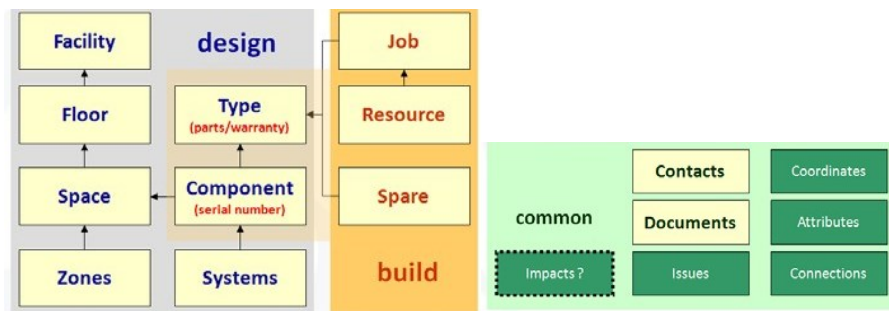 Facility
design
Job
Floor
Type
(parts/warranty)
Resource
Space
Component
(serial number)
Spare
Zones
Systems
build
common
Contacts
Coordinates
Documents
Attributes
Impacts ?
Issues
Connections